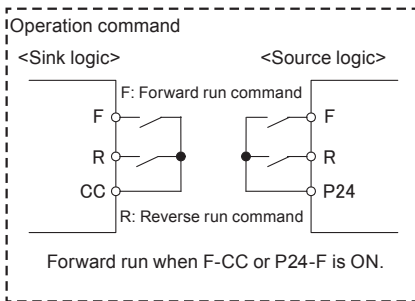 Operation command
<Sink logic>
<Source logic>
F: Forward run command
F
F
R
R
CC
P24
R: Reverse run command
Forward run when F-CC or P24-F is ON.